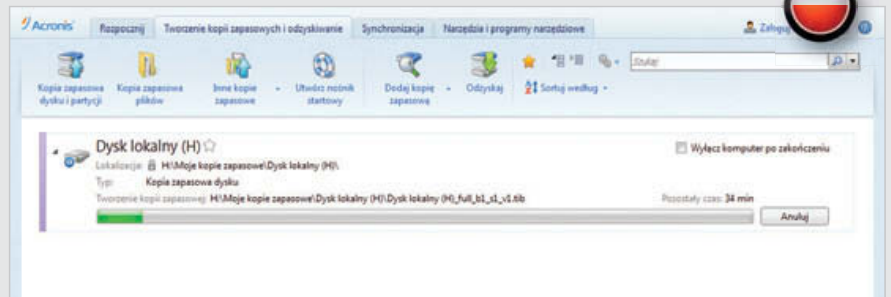 Acronis
Rozpocznij
Tworzenie kopii zapasowych i odzyskiwanie
Synchronizacja
Narzędzia i programy narzędziowe
Zaloguj
Kopia zapasowa dysku i partycji
Kopia zapasowa plików
Inne kopie zapasowe
Utwórz nośnik startowy
Dodaj kopię zapasową
Odzyskaj
Sortuj według
Szukaj
Dysk lokalny (H)
Wyłącz komputer po zakończeniu
Lokalizacja: H:\Moje kopie zapasowe\Dysk lokalny (H)\
Typ: Kopia zapasowa dysku
Tworzenie kopii zapasowej: H:\Moje kopie zapasowe\Dysk lokalny (H)\Dysk lokalny (H)_full_b1_s1_v1.tib
Pozostały czas: 34 min
Anuluj